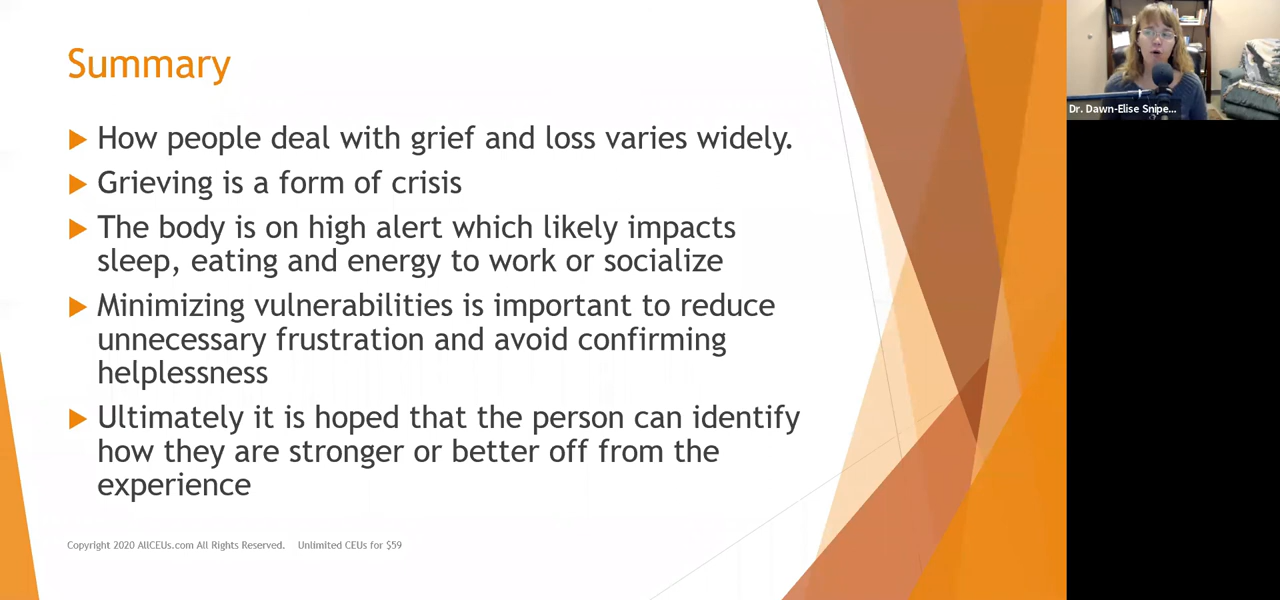 Summary
How people deal with grief and loss varies widely.
Grieving is a form of crisis
The body is on high alert which likely impacts
sleep, eating and energy to work or socialize
Minimizing vulnerabilities is important to reduce
unnecessary frustration and avoid confirming
helplessness
Ultimately it is hoped that the person can identify
how they are stronger or better off from the
experience
Copyright 2020 AllCEUs.com All Rights Reserved. Unlimited CEUs for $59
Dr. Dawn-Elise Snipe...